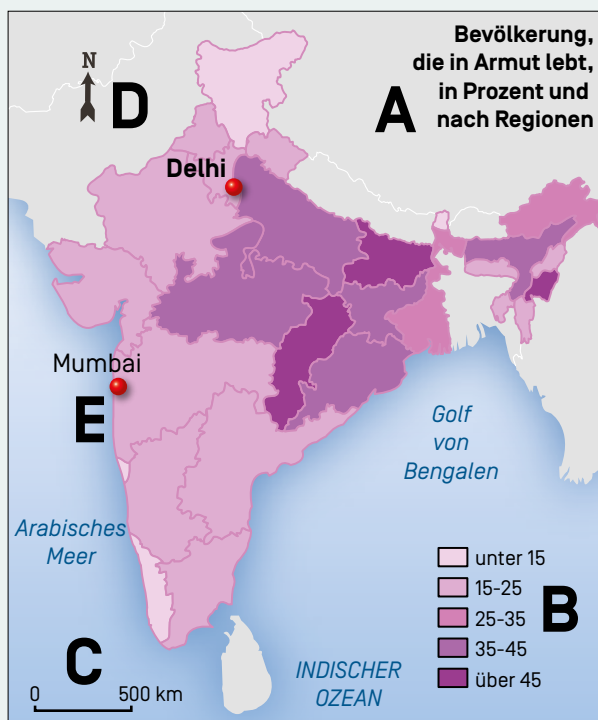 Bevölkerung,
die in Armut lebt,
in Prozent und
nach Regionen
A
N
D
Delhi
Mumbai
E
Golf
von
Bengalen
Arabisches
Meer
unter 15
15-25
25-35
35-45
über 45
B
C
0 500 km
INDISCHER
OZEAN